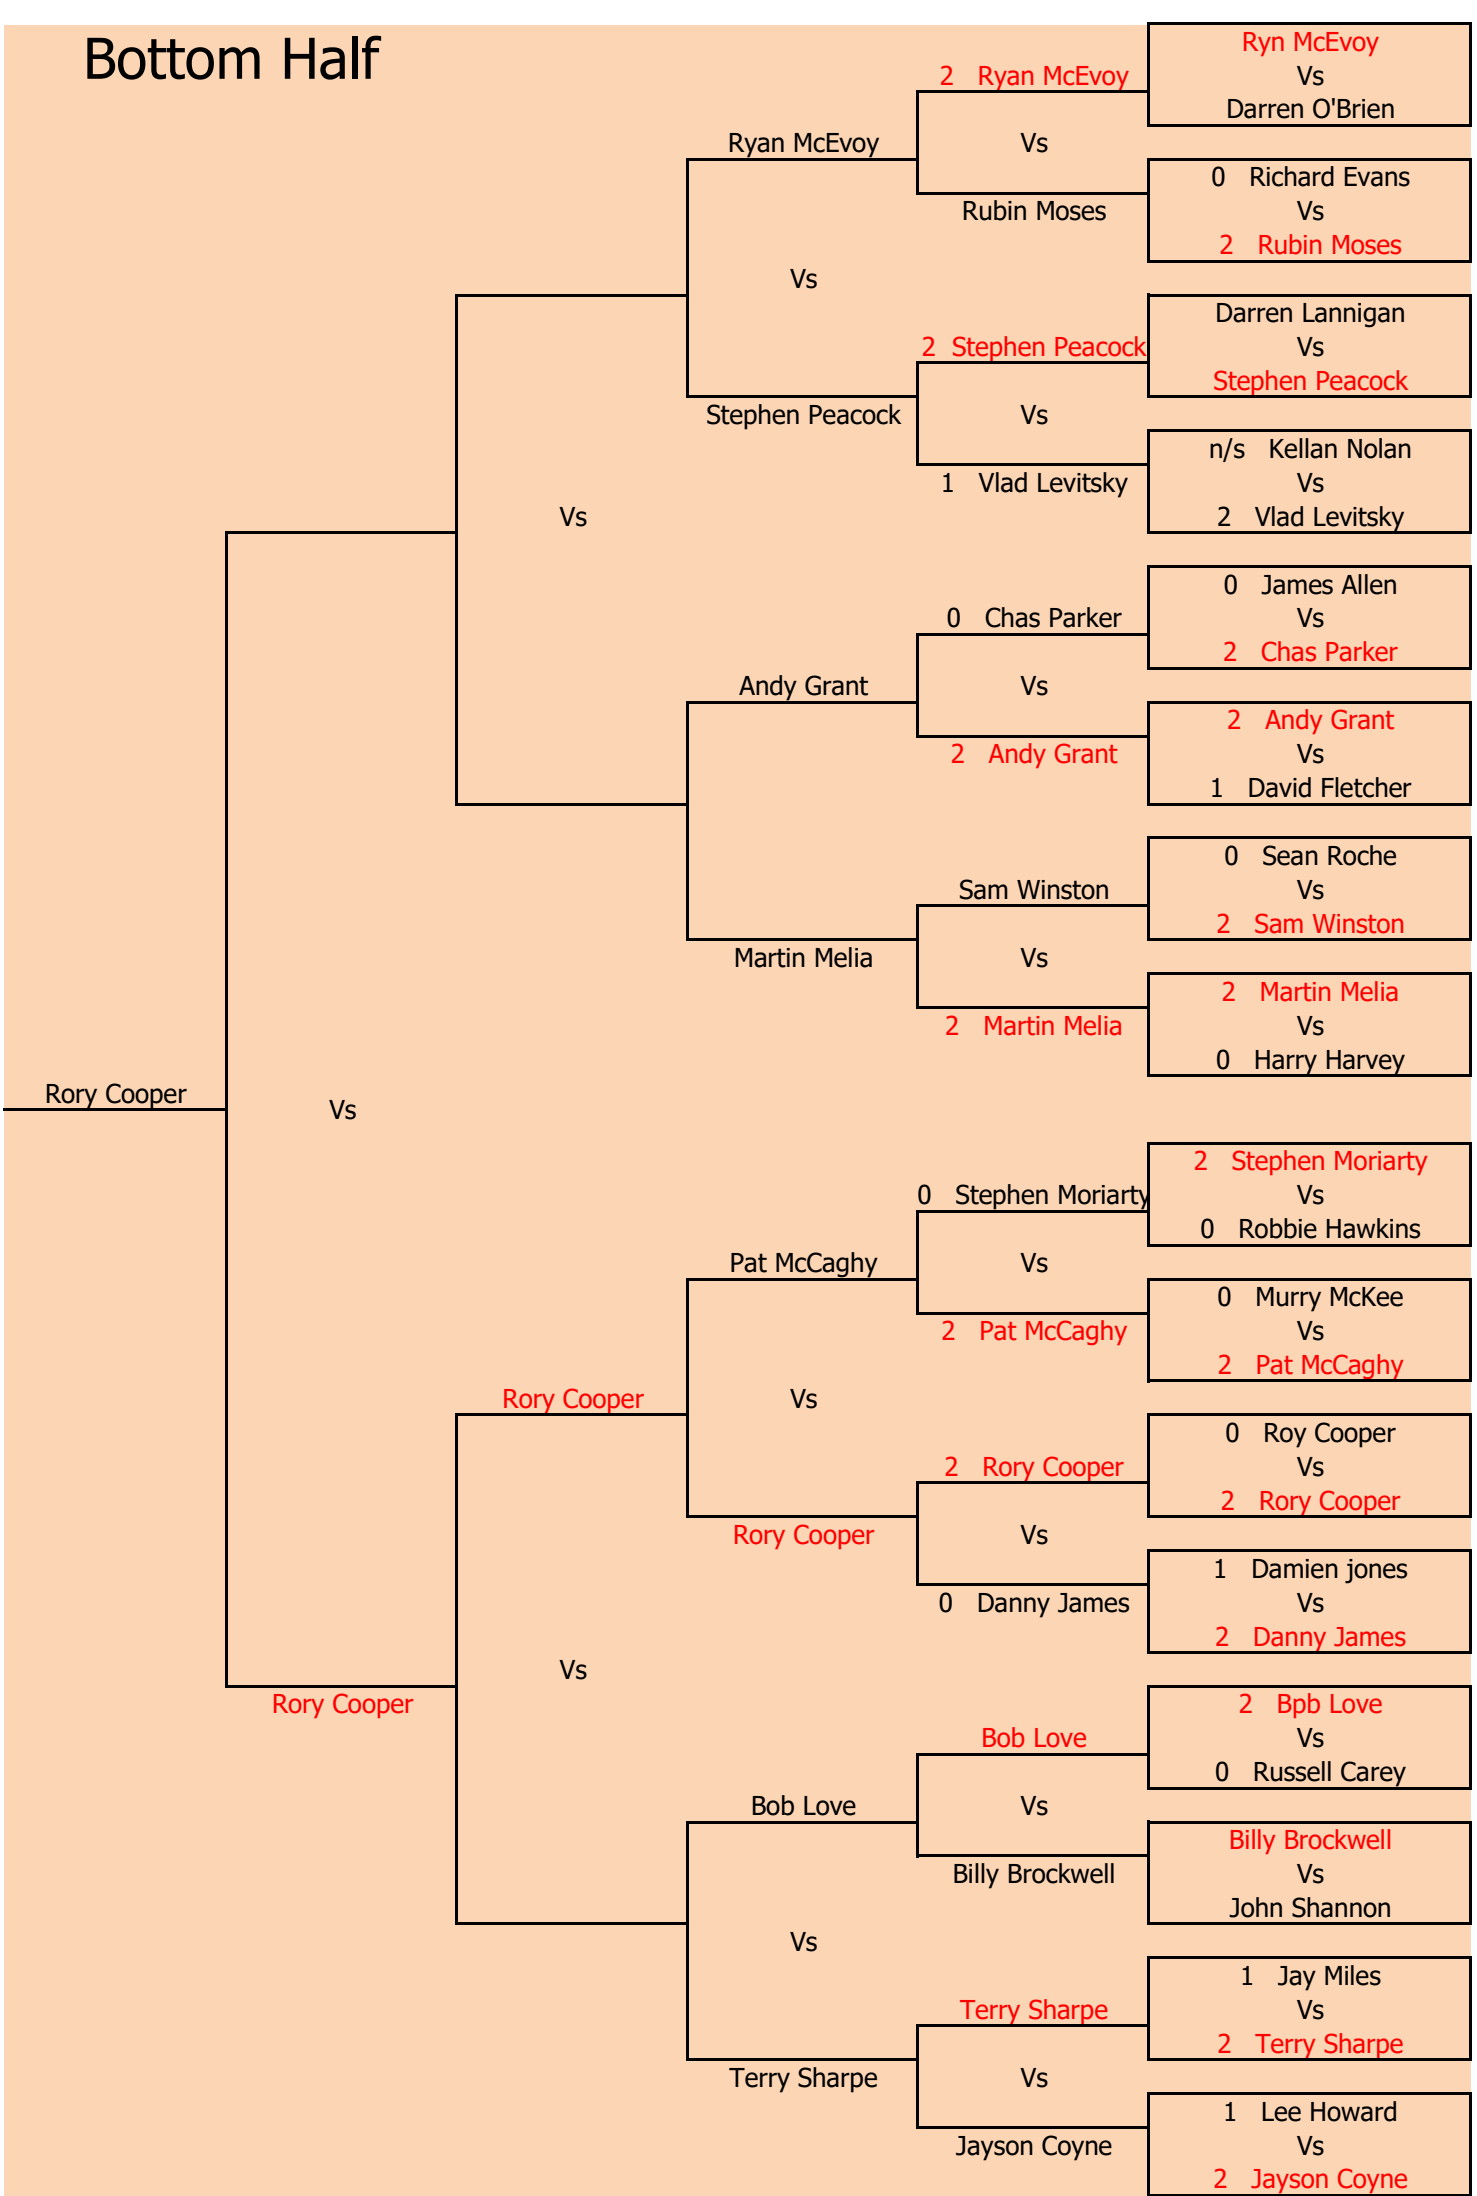 Bottom Half
Ryn McEvoy
Vs
Darren O'Brien
0 Richard Evans
Vs
2 Rubin Moses
Darren Lannigan
Vs
Stephen Peacock
n/s Kellan Nolan
Vs
2 Vlad Levitsky
0 James Allen
Vs
2 Chas Parker
2 Andy Grant
Vs
1 David Fletcher
0 Sean Roche
Vs
2 Sam Winston
2 Martin Melia
Vs
0 Harry Harvey
2 Stephen Moriarty
Vs
0 Robbie Hawkins
0 Murry McKee
Vs
2 Pat McCaghy
0 Roy Cooper
Vs
2 Rory Cooper
1 Damien jones
Vs
2 Danny James
2 Bpb Love
Vs
0 Russell Carey
Billy Brockwell
Vs
John Shannon
1 Jay Miles
Vs
2 Terry Sharpe
1 Lee Howard
Vs
2 Jayson Coyne
2 Ryan McEvoy
Vs
Rubin Moses
2 Stephen Peacock
Vs
1 Vlad Levitsky
0 Chas Parker
Vs
2 Andy Grant
Sam Winston
Vs
2 Martin Melia
0 Stephen Moriarty
Vs
2 Pat McCaghy
2 Rory Cooper
Vs
0 Danny James
Bob Love
Vs
Billy Brockwell
Terry Sharpe
Vs
Jayson Coyne
Ryan McEvoy
Vs
Stephen Peacock
Andy Grant
Martin Melia
Pat McCaghy
Vs
Rory Cooper
Bob Love
Vs
Terry Sharpe
Vs
Rory Cooper
Vs
Vs
Rory Cooper
Rory Cooper